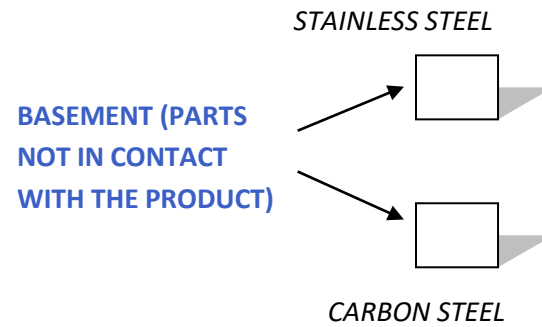 STAINLESS STEEL
BASEMENT (PARTS
NOT IN CONTACT
WITH THE PRODUCT)
CARBON STEEL